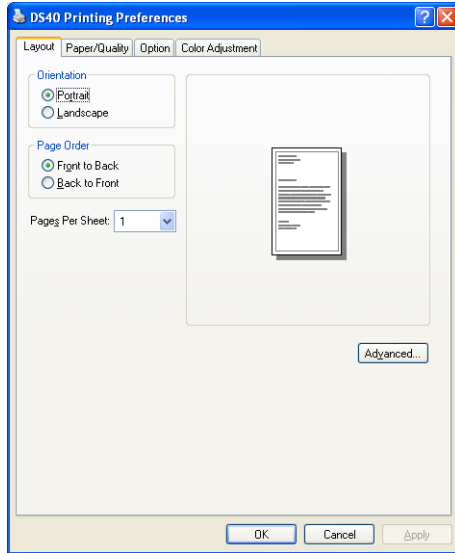 DS40 Printing Preferences
Layout Paper/Quality Option Color Adjustment
Orientation
Portrait
Landscape
Page Order
Front to Back
Back to Front
Pages Per Sheet: 1
Advanced...
OK Cancel Apply